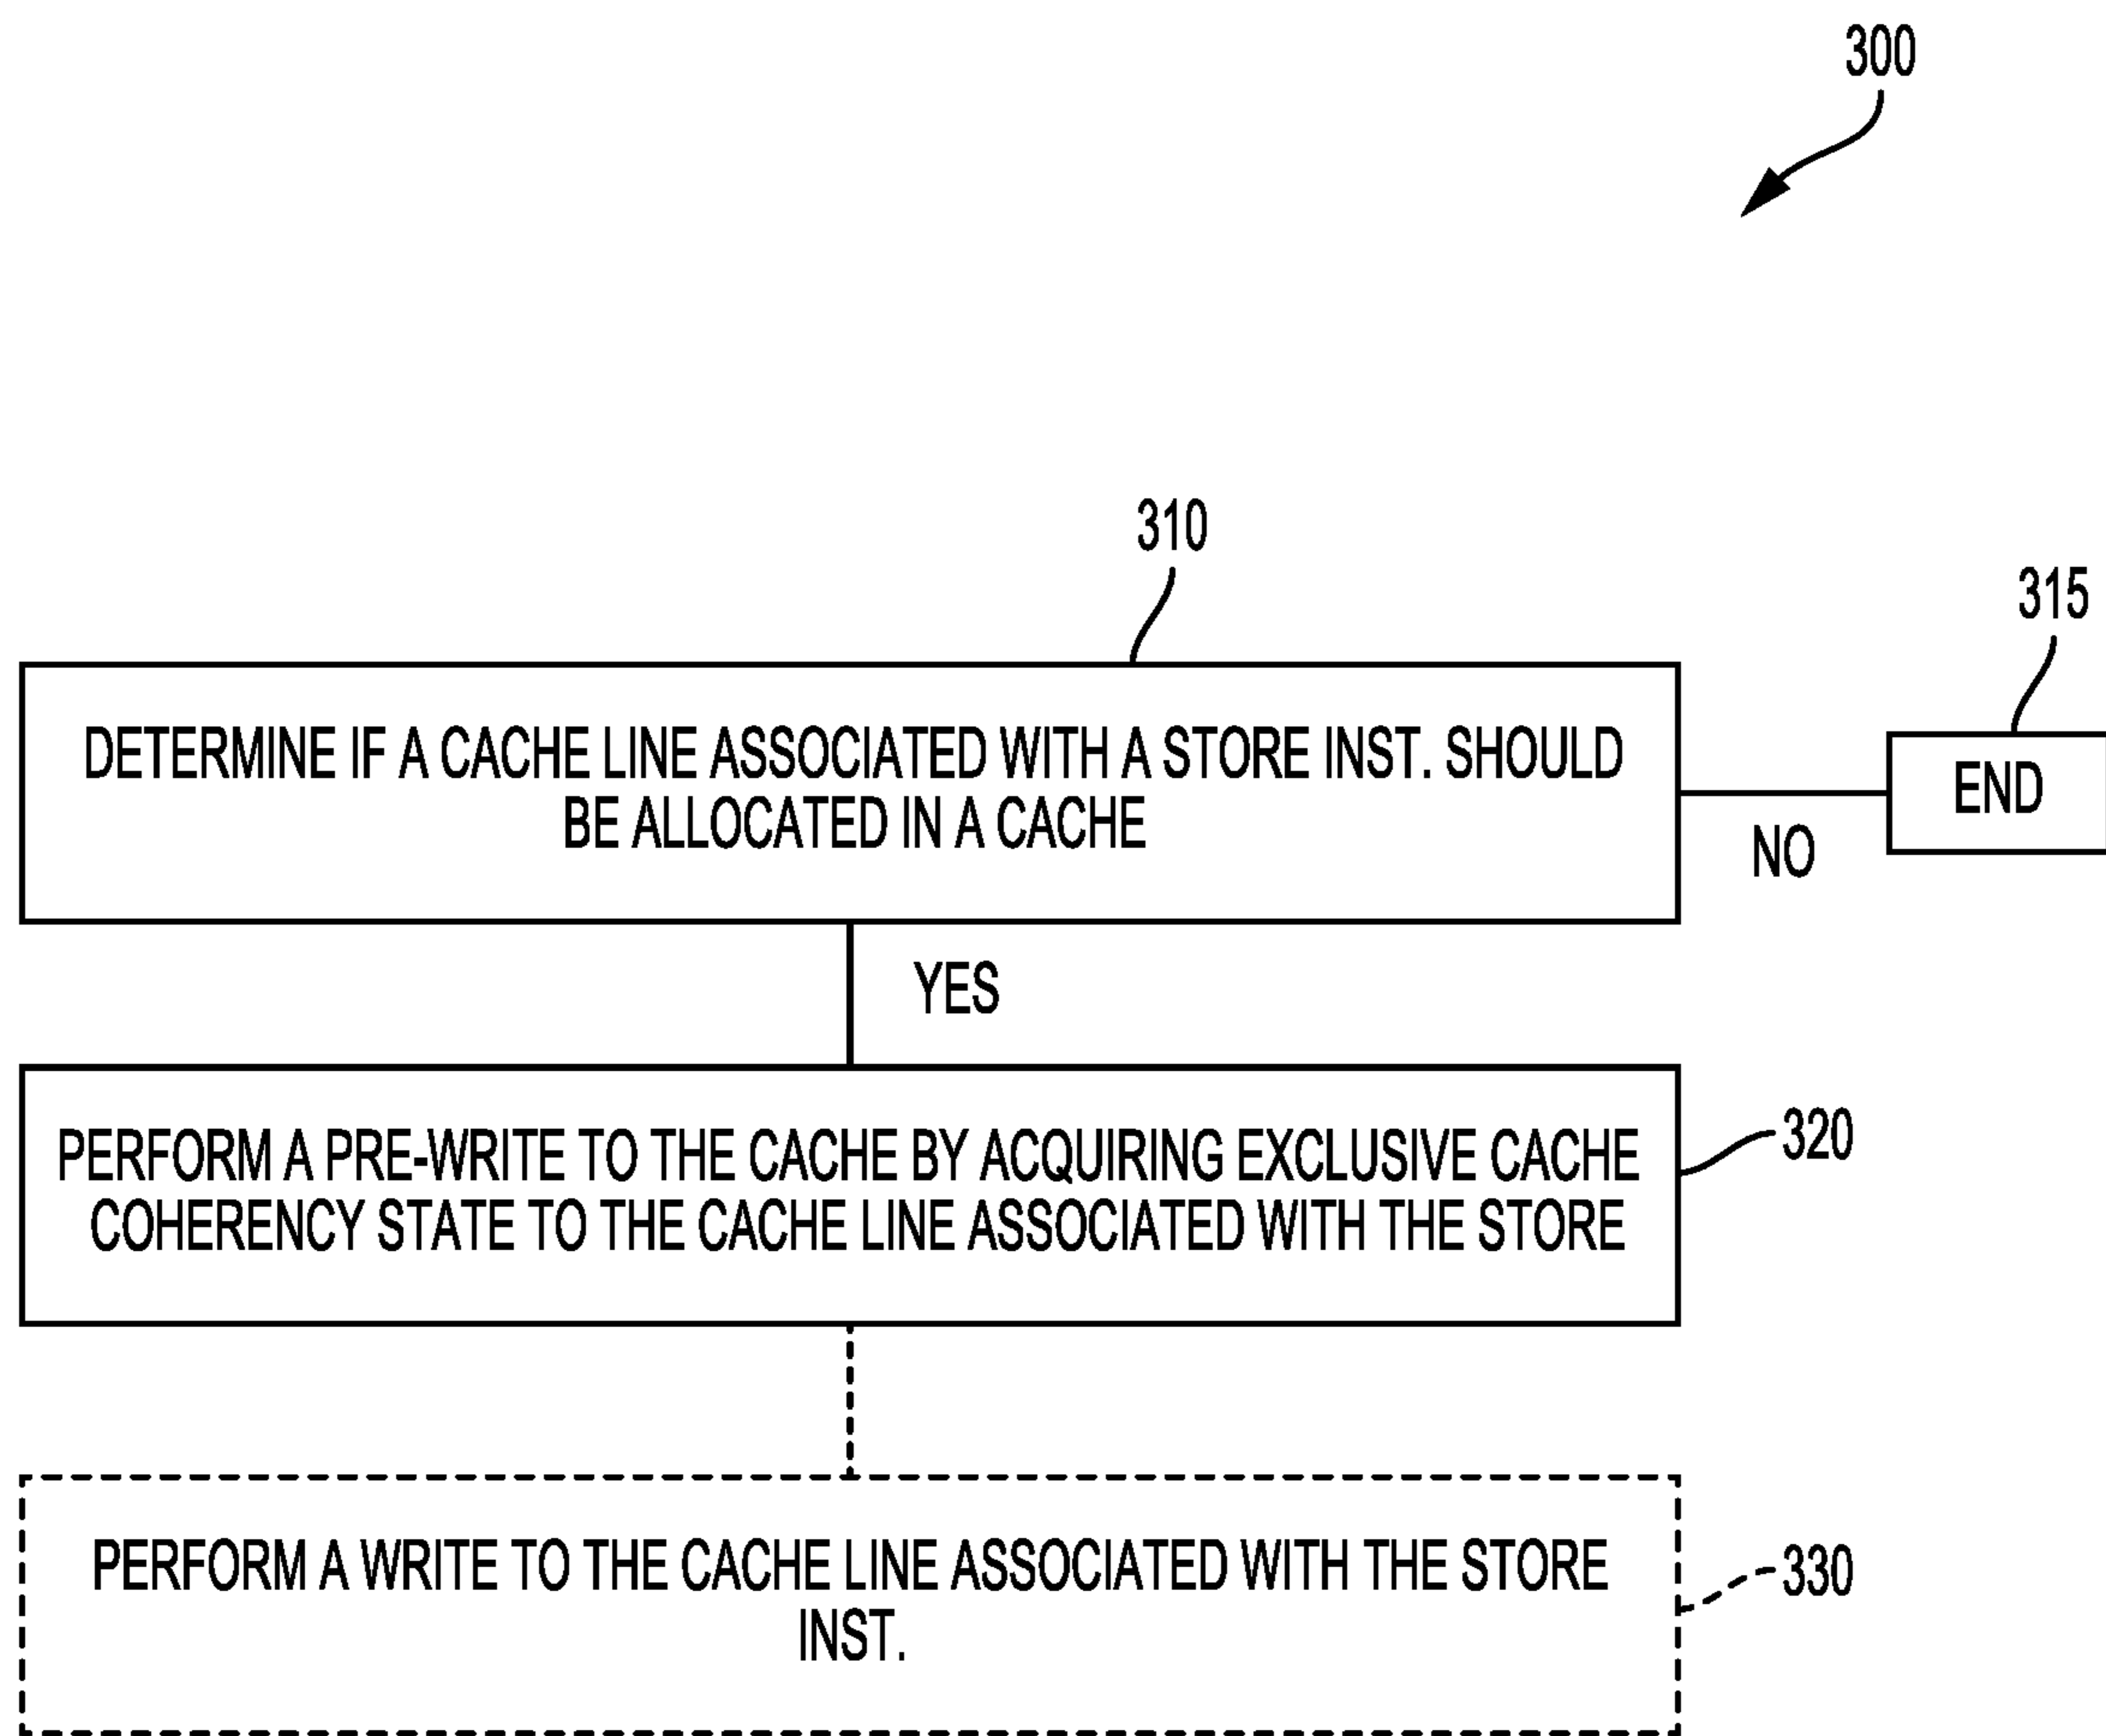 300
310
315
DETERMINE IF A CACHE LINE ASSOCIATED WITH A STORE INST. SHOULD
BE ALLOCATED IN A CACHE
END
NO
YES
PERFORM A PRE-WRITE TO THE CACHE BY ACQUIRING EXCLUSIVE CACHE
COHERENCY STATE TO THE CACHE LINE ASSOCIATED WITH THE STORE
320
PERFORM A WRITE TO THE CACHE LINE ASSOCIATED WITH THE STORE
INST.
330